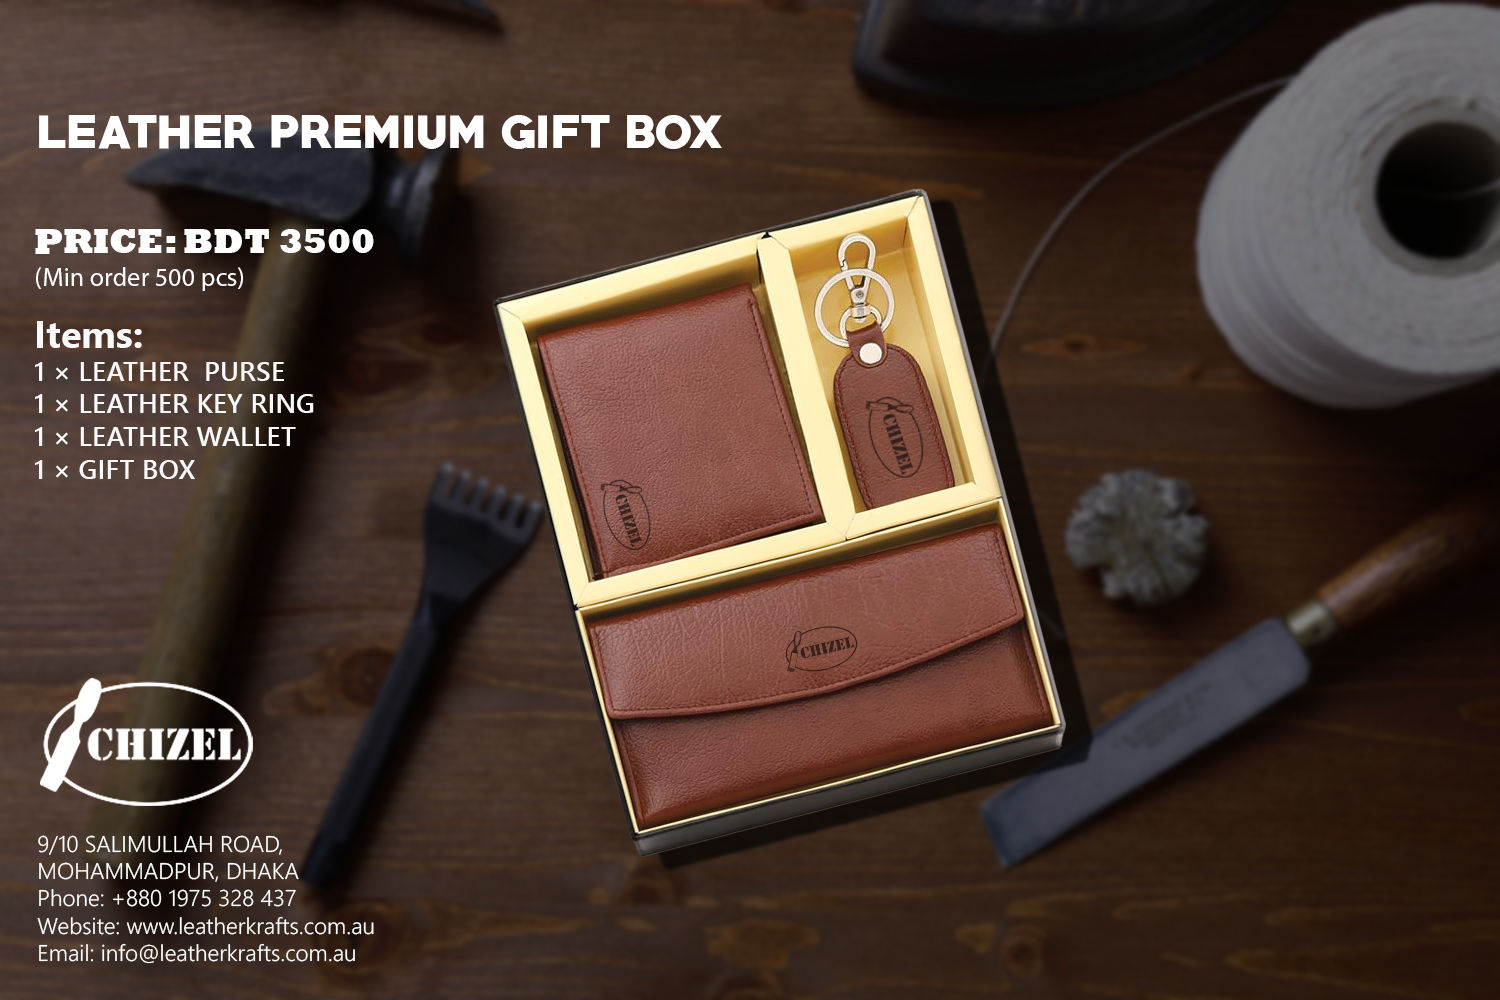 LEATHER PREMIUM GIFT BOX
PRICE: BDT 3500
(Min order 500 pcs)
Items:
1 × LEATHER PURSE
1 × LEATHER KEY RING
1 × LEATHER WALLET
1 × GIFT BOX
CHIZEL
CHIZEL
CHIZEL
CHIZEL
9/10 SALIMULLAH ROAD,
MOHAMMADPUR, DHAKA
Phone: +880 1975 328 437
Website: www.leatherkrafts.com.au
Email: info@leatherkrafts.com.au